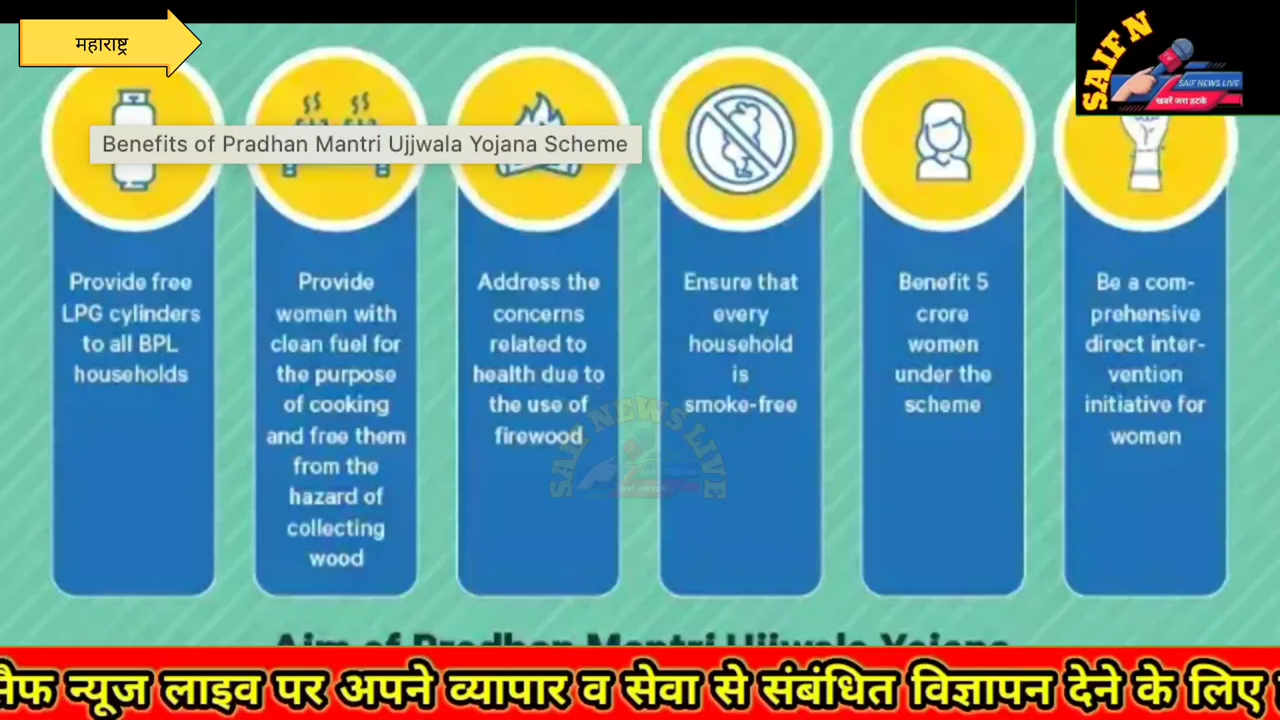 महाराष्ट्र
SAIF N
SAIF NEWS LIVE
खबरें जरा हटके
Benefits of Pradhan Mantri Ujjwala Yojana Scheme
Provide free
LPG cylinders
to all BPL
households
Provide
women with
clean fuel for
the purpose
of cooking
and free them
from the
hazard of
collecting
wood
Address the
concerns
related to
health due to
the use of
firewood
Ensure that
every
household
is
smoke-free
Benefit 5
crore
women
under the
scheme
Be a com-
prehensive
direct inter-
vention
initiative for
women
SAIF NEWS LIVE
Aim of Pradhan Mantri Ujjwala Yojana
सैफ न्यूज लाइव पर अपने व्यापार व सेवा से संबंधित विज्ञापन देने के लिए